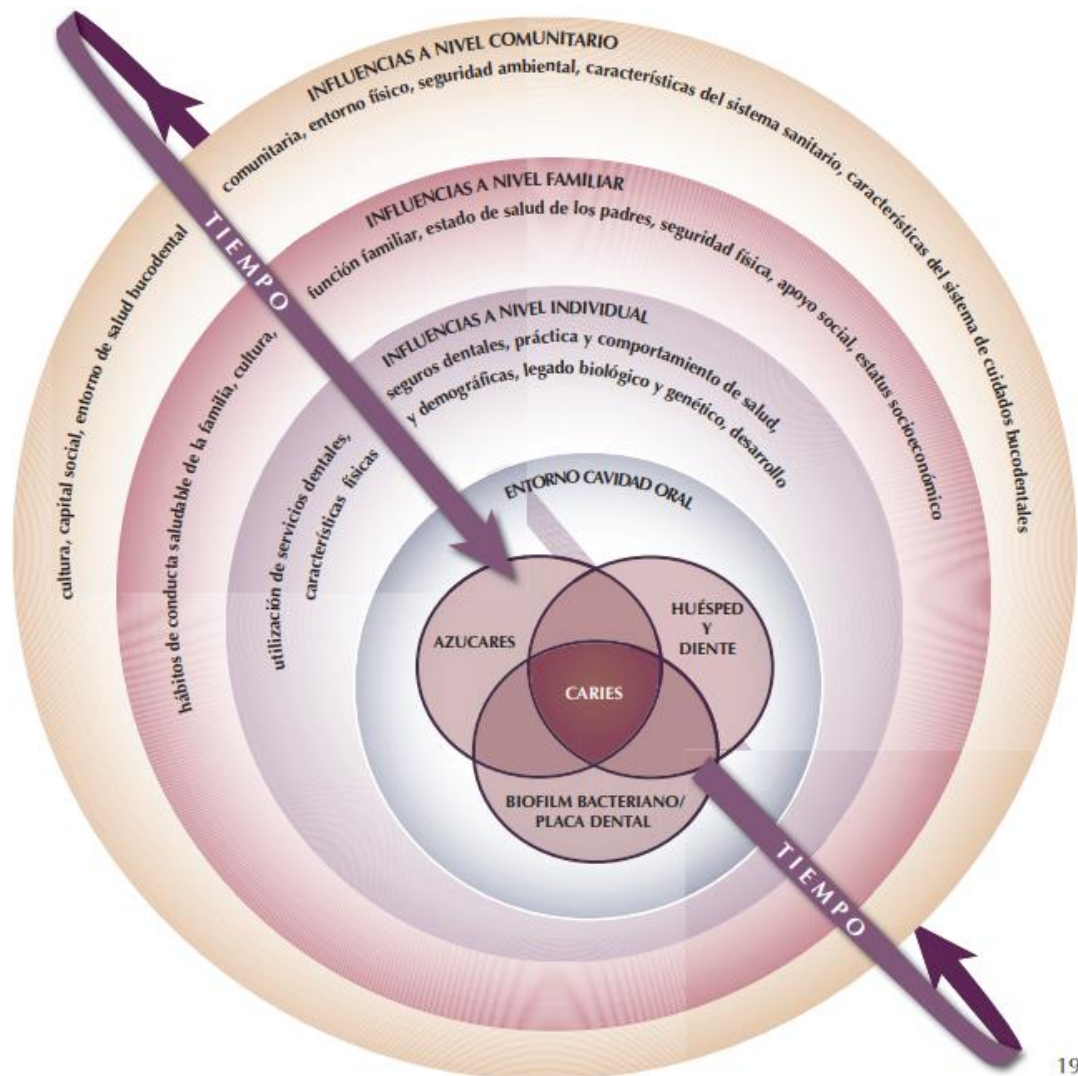 INFLUENCIAS A NIVEL COMUNITARIO
cultura, capital social, entorno de salud bucodental comunitaria, entorno físico, seguridad ambiental, características del sistema sanitario, características del sistema de cuidados bucodentales
INFLUENCIAS A NIVEL FAMILIAR
hábitos de conducta saludable de la familia, cultura, función familiar, estado de salud de los padres, seguridad física, apoyo social, estatus socioeconómico
INFLUENCIAS A NIVEL INDIVIDUAL
utilización de servicios dentales, seguros dentales, práctica y comportamiento de salud,
características físicas y demográficas, legado biológico y genético, desarrollo
ENTORNO CAVIDAD ORAL
TIEMPO
AZUCARES
HUÉSPED
Y
DIENTE
CARIES
BIOFILM BACTERIANO/
PLACA DENTAL
TIEMPO
19